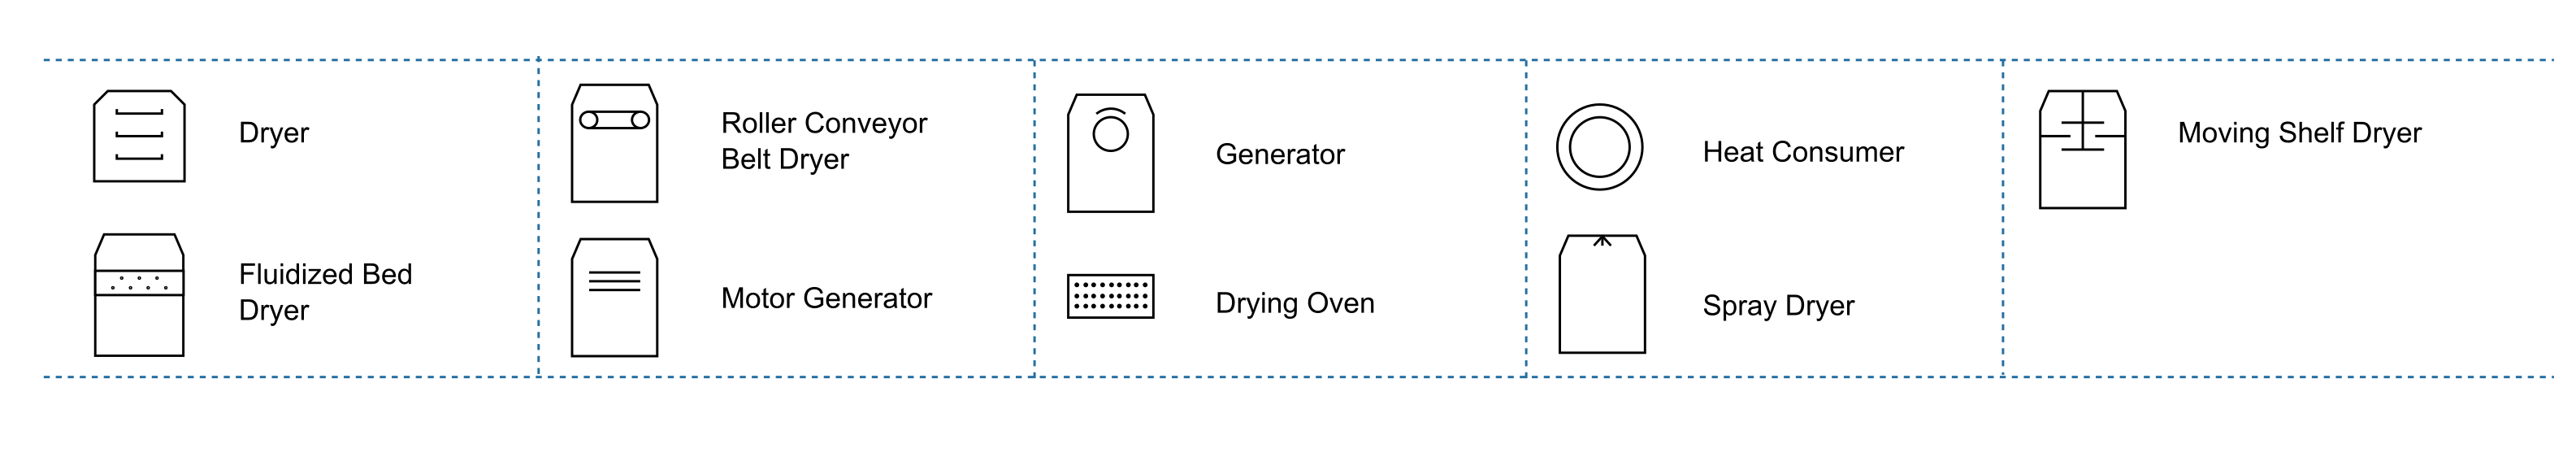 Dryer
Fluidized Bed
Dryer
Roller Conveyor
Belt Dryer
Motor Generator
Generator
Drying Oven
Heat Consumer
Spray Dryer
Moving Shelf Dryer